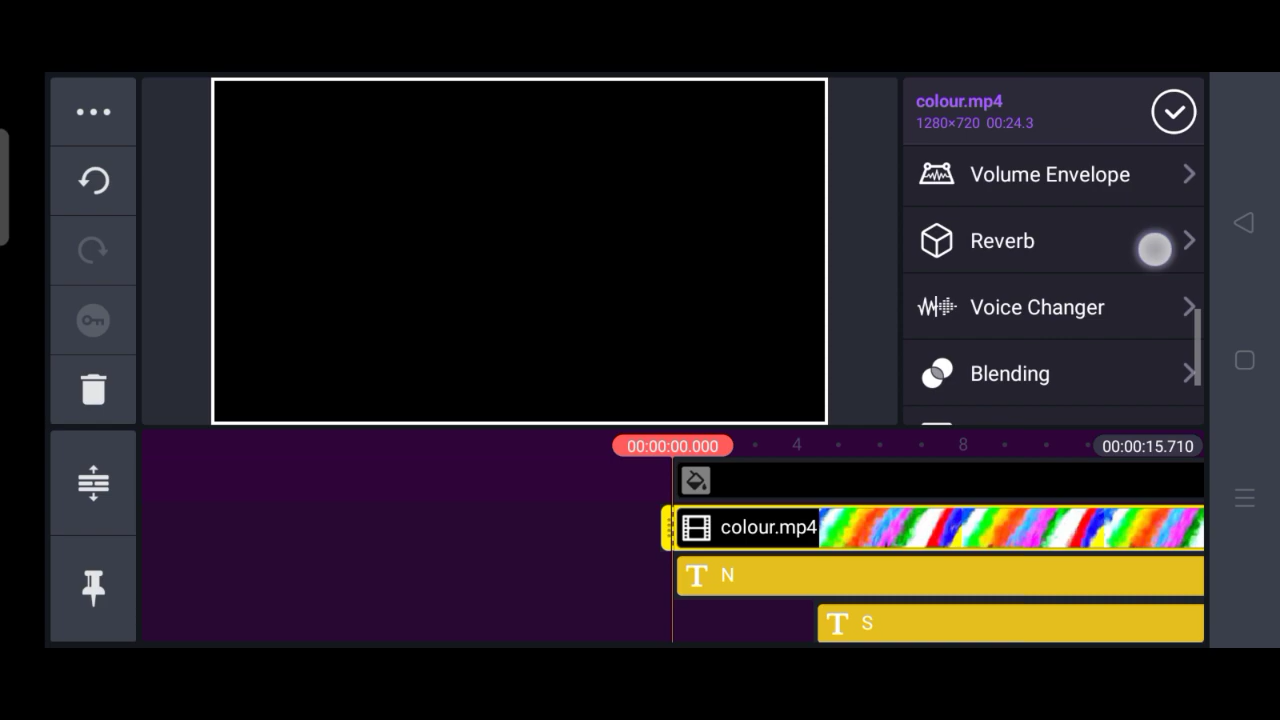 colour.mp4
1280×720 00:24.3
Volume Envelope
Reverb
Voice Changer
Blending
00:00:00.000 4 8 00:00:15.710
colour.mp4
T N
T S